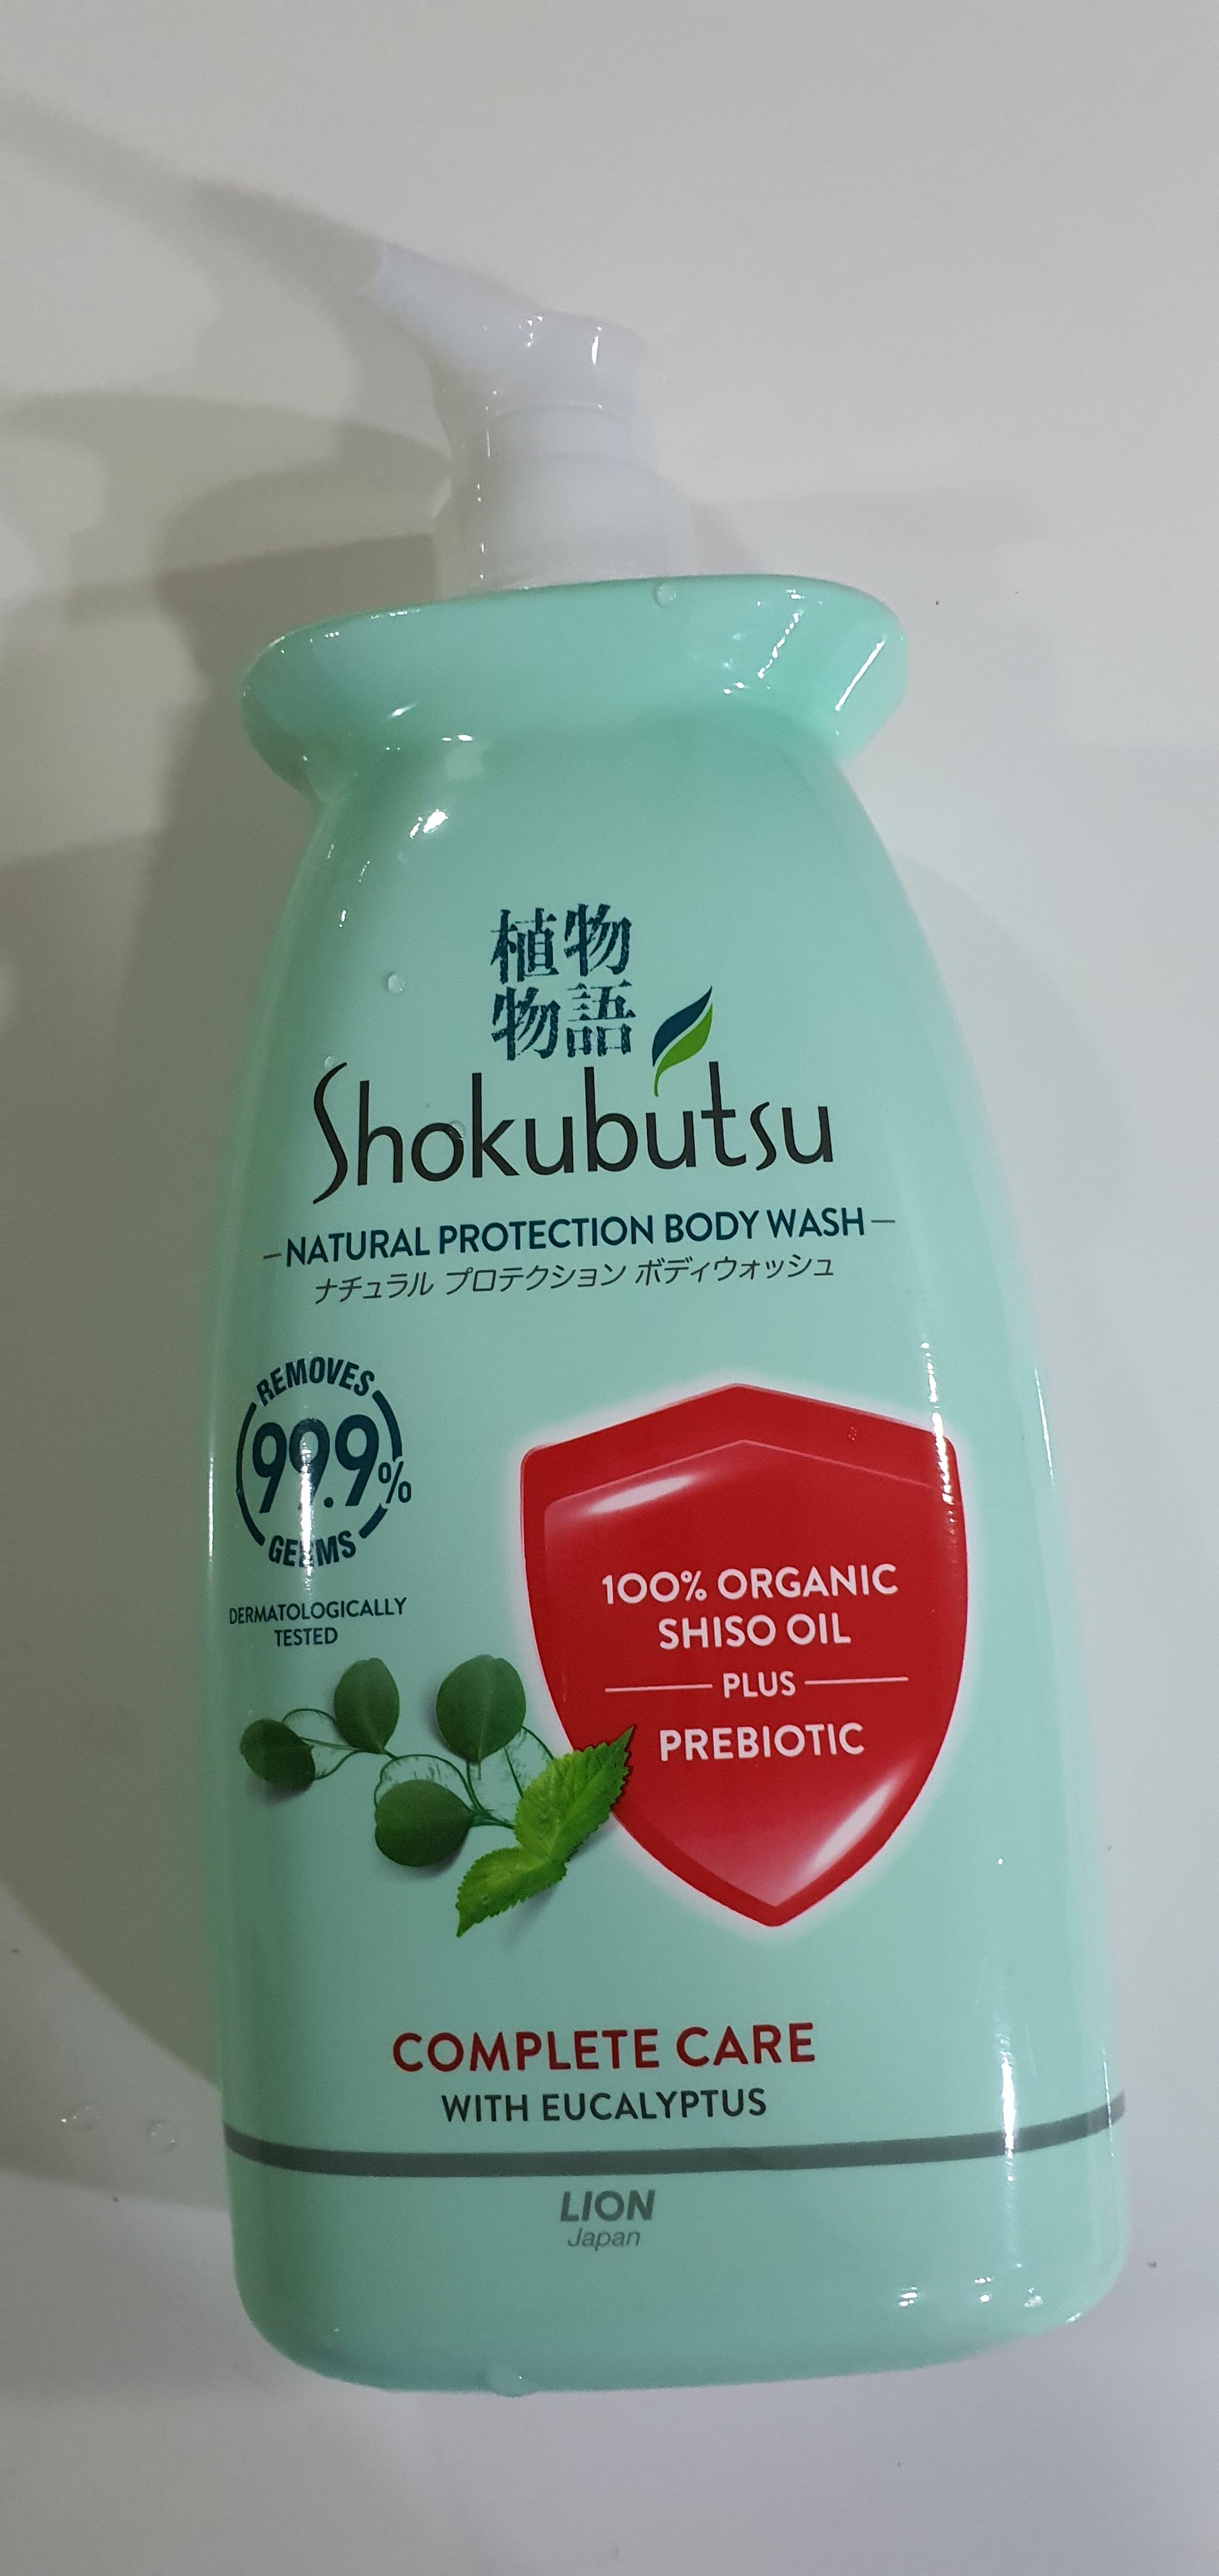 植物
物語
Shokubutsu
NATURAL PROTECTION BODY WASH
ナチュラル プロテクション ボディウォッシュ
REMOVES
99.9%
GERMS
DERMATOLOGICALLY
TESTED
100% ORGANIC
SHISO OIL
PLUS
PREBIOTIC
COMPLETE CARE
WITH EUCALYPTUS
LION
Japan